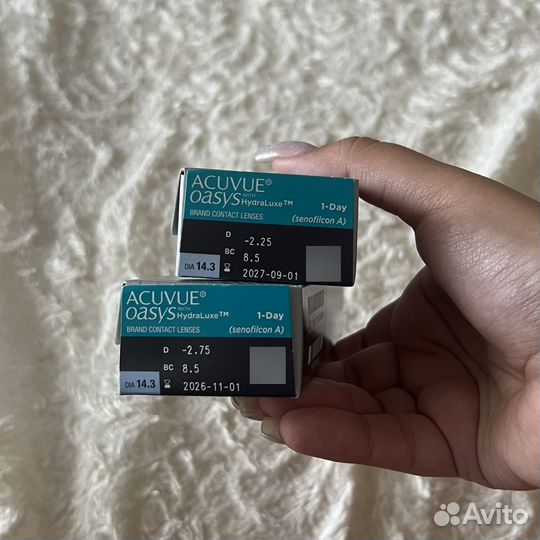 ACUVUE®
OASYS WITH HydraLuxe™ 1-Day
BRAND CONTACT LENSES (senofilcon A)
D -2.25
BC 8.5
DIA 14.3 2027-09-01
ACUVUE®
OASYS WITH HydraLuxe™ 1-Day
BRAND CONTACT LENSES (senofilcon A)
D -2.75
BC 8.5
DIA 14.3 2026-11-01
Avito